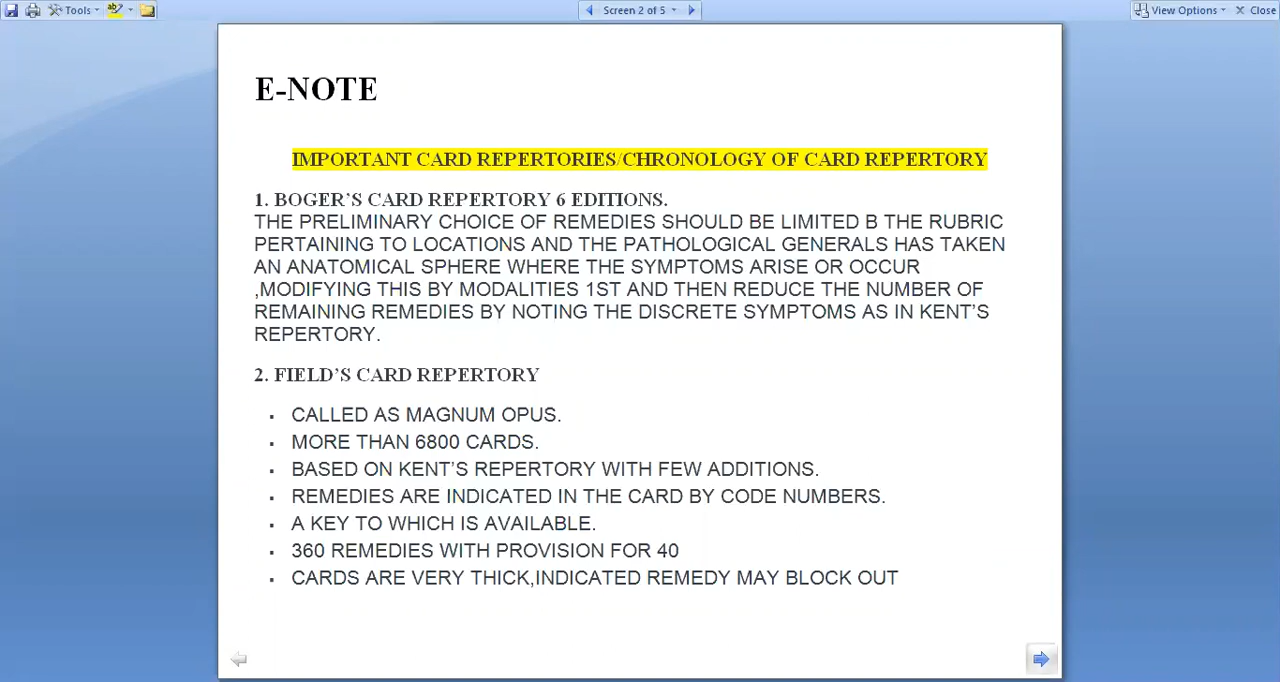 Tools
Screen 2 of 5
View Options
Close
E-NOTE
IMPORTANT CARD REPERTORIES/CHRONOLOGY OF CARD REPERTORY
1. BOGER’S CARD REPERTORY 6 EDITIONS.
THE PRELIMINARY CHOICE OF REMEDIES SHOULD BE LIMITED B THE RUBRIC
PERTAINING TO LOCATIONS AND THE PATHOLOGICAL GENERALS HAS TAKEN
AN ANATOMICAL SPHERE WHERE THE SYMPTOMS ARISE OR OCCUR
,MODIFYING THIS BY MODALITIES 1ST AND THEN REDUCE THE NUMBER OF
REMAINING REMEDIES BY NOTING THE DISCRETE SYMPTOMS AS IN KENT’S
REPERTORY.
2. FIELD’S CARD REPERTORY
▪ CALLED AS MAGNUM OPUS.
▪ MORE THAN 6800 CARDS.
▪ BASED ON KENT’S REPERTORY WITH FEW ADDITIONS.
▪ REMEDIES ARE INDICATED IN THE CARD BY CODE NUMBERS.
▪ A KEY TO WHICH IS AVAILABLE.
▪ 360 REMEDIES WITH PROVISION FOR 40
▪ CARDS ARE VERY THICK,INDICATED REMEDY MAY BLOCK OUT